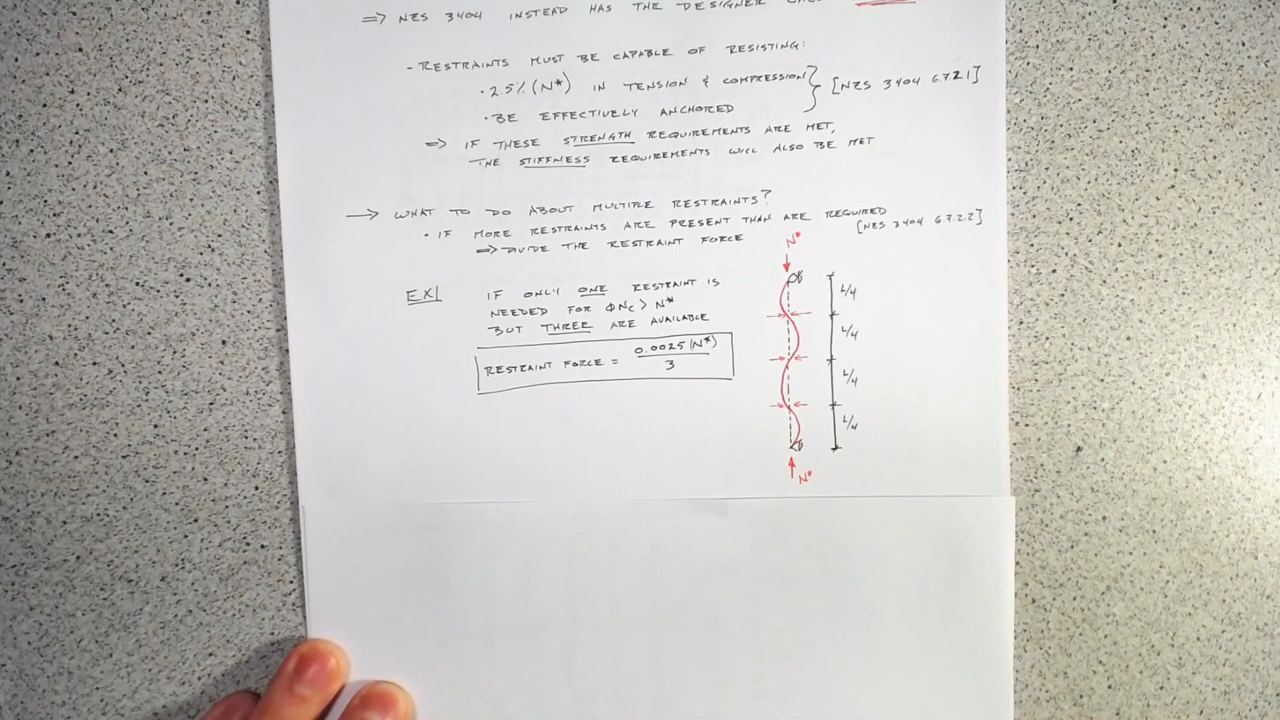 ⇒ NZS 3404 INSTEAD HAS THE DESIGNER
- RESTRAINTS MUST BE CAPABLE OF RESISTING:
· 2.5% (N*) IN TENSION & COMPRESSION
· BE EFFECTIVELY ANCHORED
[NZS 3404 6.7.2.1]
⇒ IF THESE STRENGTH REQUIREMENTS ARE MET,
THE STIFFNESS REQUIREMENTS WILL ALSO BE MET
→ WHAT TO DO ABOUT MULTIPLE RESTRAINTS?
· IF MORE RESTRAINTS ARE PRESENT THAN ARE REQUIRED
[NZS 3404 6.7.2.2]
⇒ DIVIDE THE RESTRAINT FORCE
EX1 IF ONLY ONE RESTRAINT IS
NEEDED FOR ΦNc > N*
BUT THREE ARE AVAILABLE
RESTRAINT FORCE = 0.0025(N*)
3
N*
L/4
L/4
L/4
L/4
N*